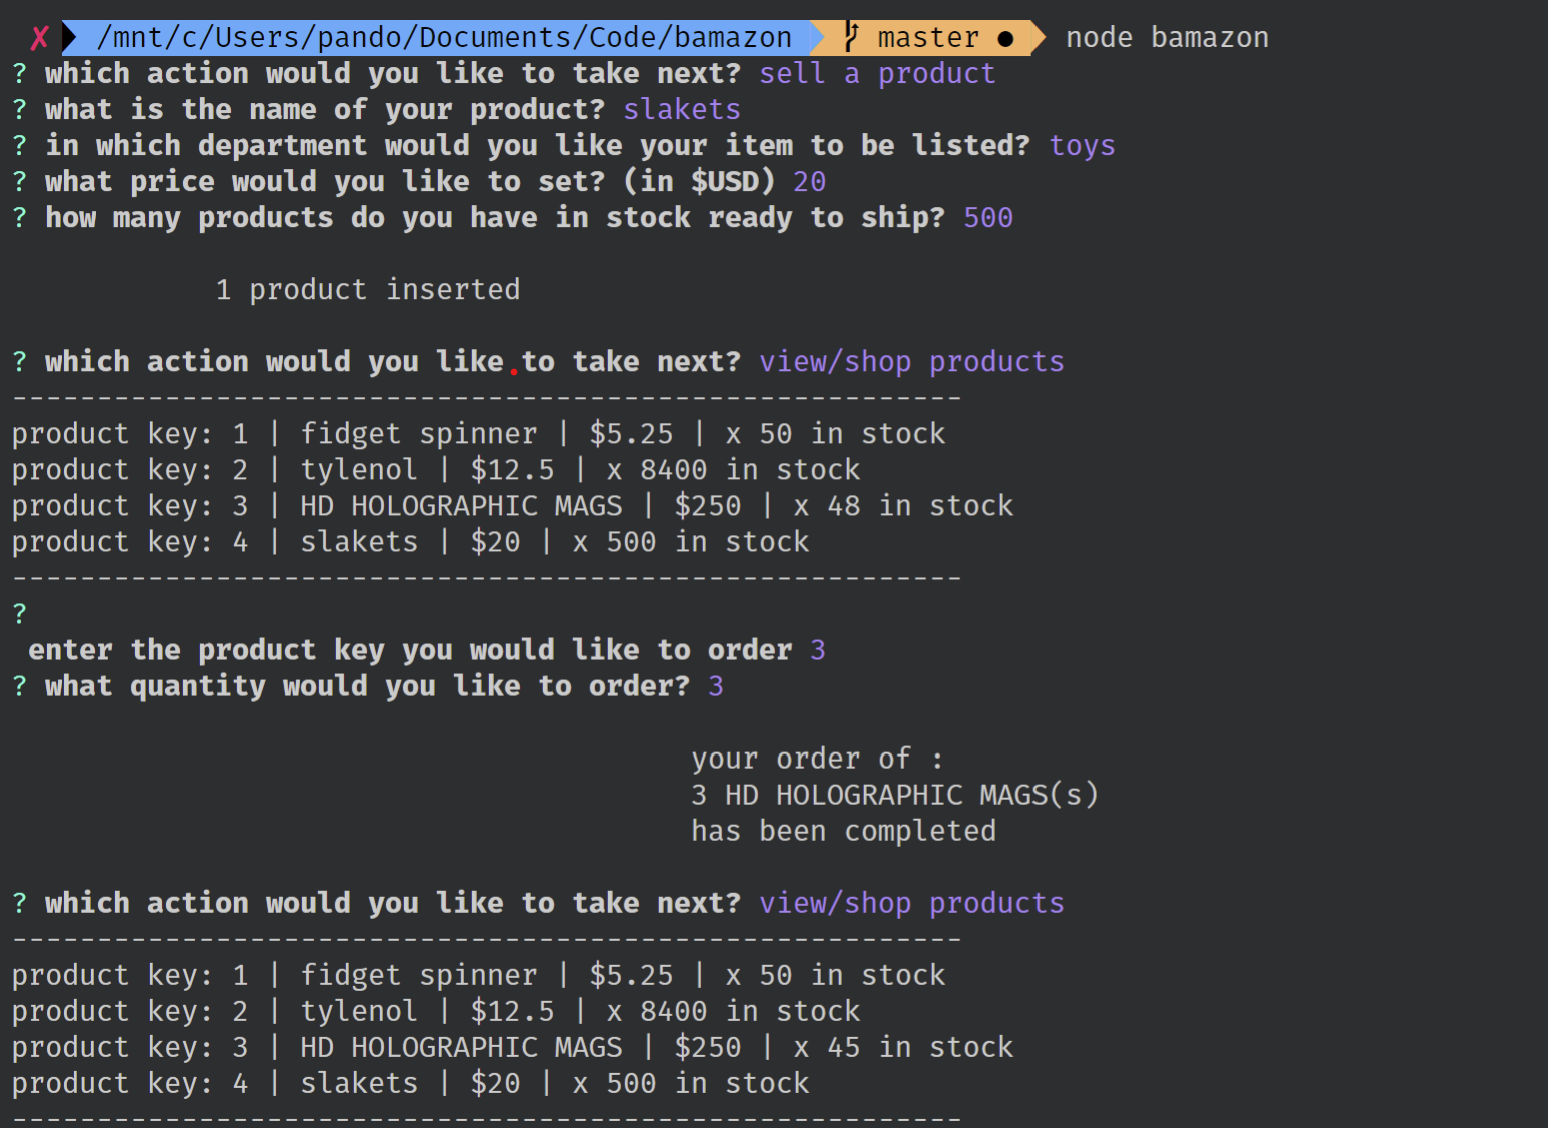 ✗ /mnt/c/Users/pando/Documents/Code/bamazon master ● node bamazon
? which action would you like to take next? sell a product
? what is the name of your product? slakets
? in which department would you like your item to be listed? toys
? what price would you like to set? (in $USD) 20
? how many products do you have in stock ready to ship? 500
1 product inserted
? which action would you like to take next? view/shop products
--------------------------------------------------------
product key: 1 | fidget spinner | $5.25 | x 50 in stock
product key: 2 | tylenol | $12.5 | x 8400 in stock
product key: 3 | HD HOLOGRAPHIC MAGS | $250 | x 48 in stock
product key: 4 | slakets | $20 | x 500 in stock
--------------------------------------------------------
?
enter the product key you would like to order 3
? what quantity would you like to order? 3
your order of :
3 HD HOLOGRAPHIC MAGS(s)
has been completed
? which action would you like to take next? view/shop products
--------------------------------------------------------
product key: 1 | fidget spinner | $5.25 | x 50 in stock
product key: 2 | tylenol | $12.5 | x 8400 in stock
product key: 3 | HD HOLOGRAPHIC MAGS | $250 | x 45 in stock
product key: 4 | slakets | $20 | x 500 in stock
--------------------------------------------------------